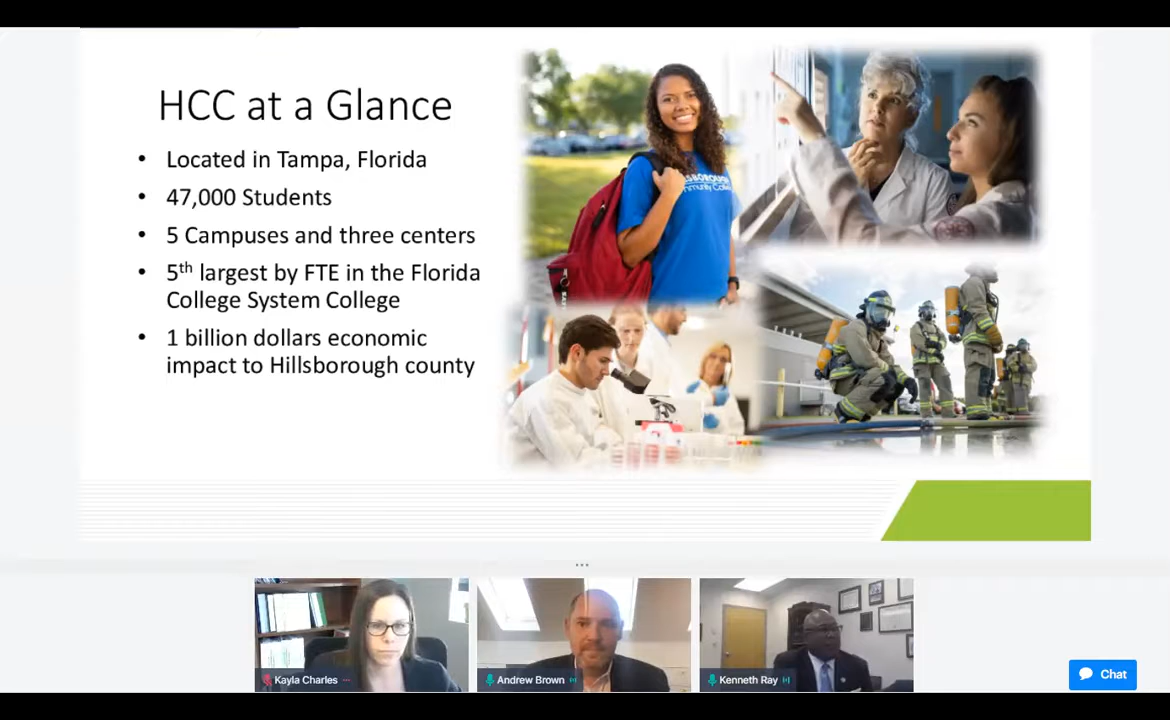 HCC at a Glance
• Located in Tampa, Florida
• 47,000 Students
• 5 Campuses and three centers
• 5th largest by FTE in the Florida
College System College
• 1 billion dollars economic
impact to Hillsborough county
Kayla Charles
Andrew Brown
Kenneth Ray
Chat